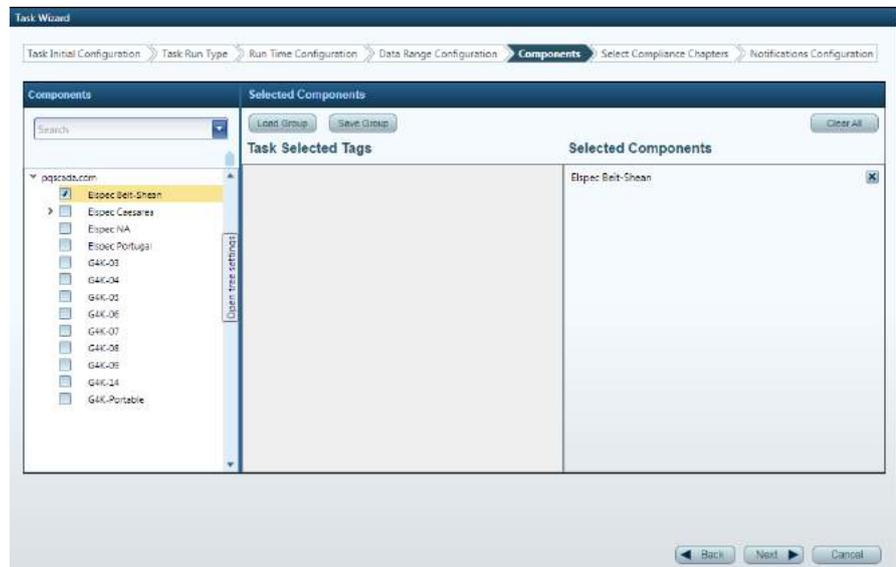 Task Wizard
Task Initial Configuration
Task Run Type
Run Time Configuration
Data Range Configuration
Components
Select Compliance Chapters
Notifications Configuration
Components
Search
pqscada.com
Elspec Beit-Shean
Elspec Caesarea
Elspec NA
Elspec Portugal
G4K-03
G4K-04
G4K-05
G4K-06
G4K-07
G4K-08
G4K-09
G4K-14
G4K-Portable
Open tree settings
Selected Components
Load Group
Save Group
Clear All
Task Selected Tags
Selected Components
Elspec Beit-Shean
Back
Next
Cancel